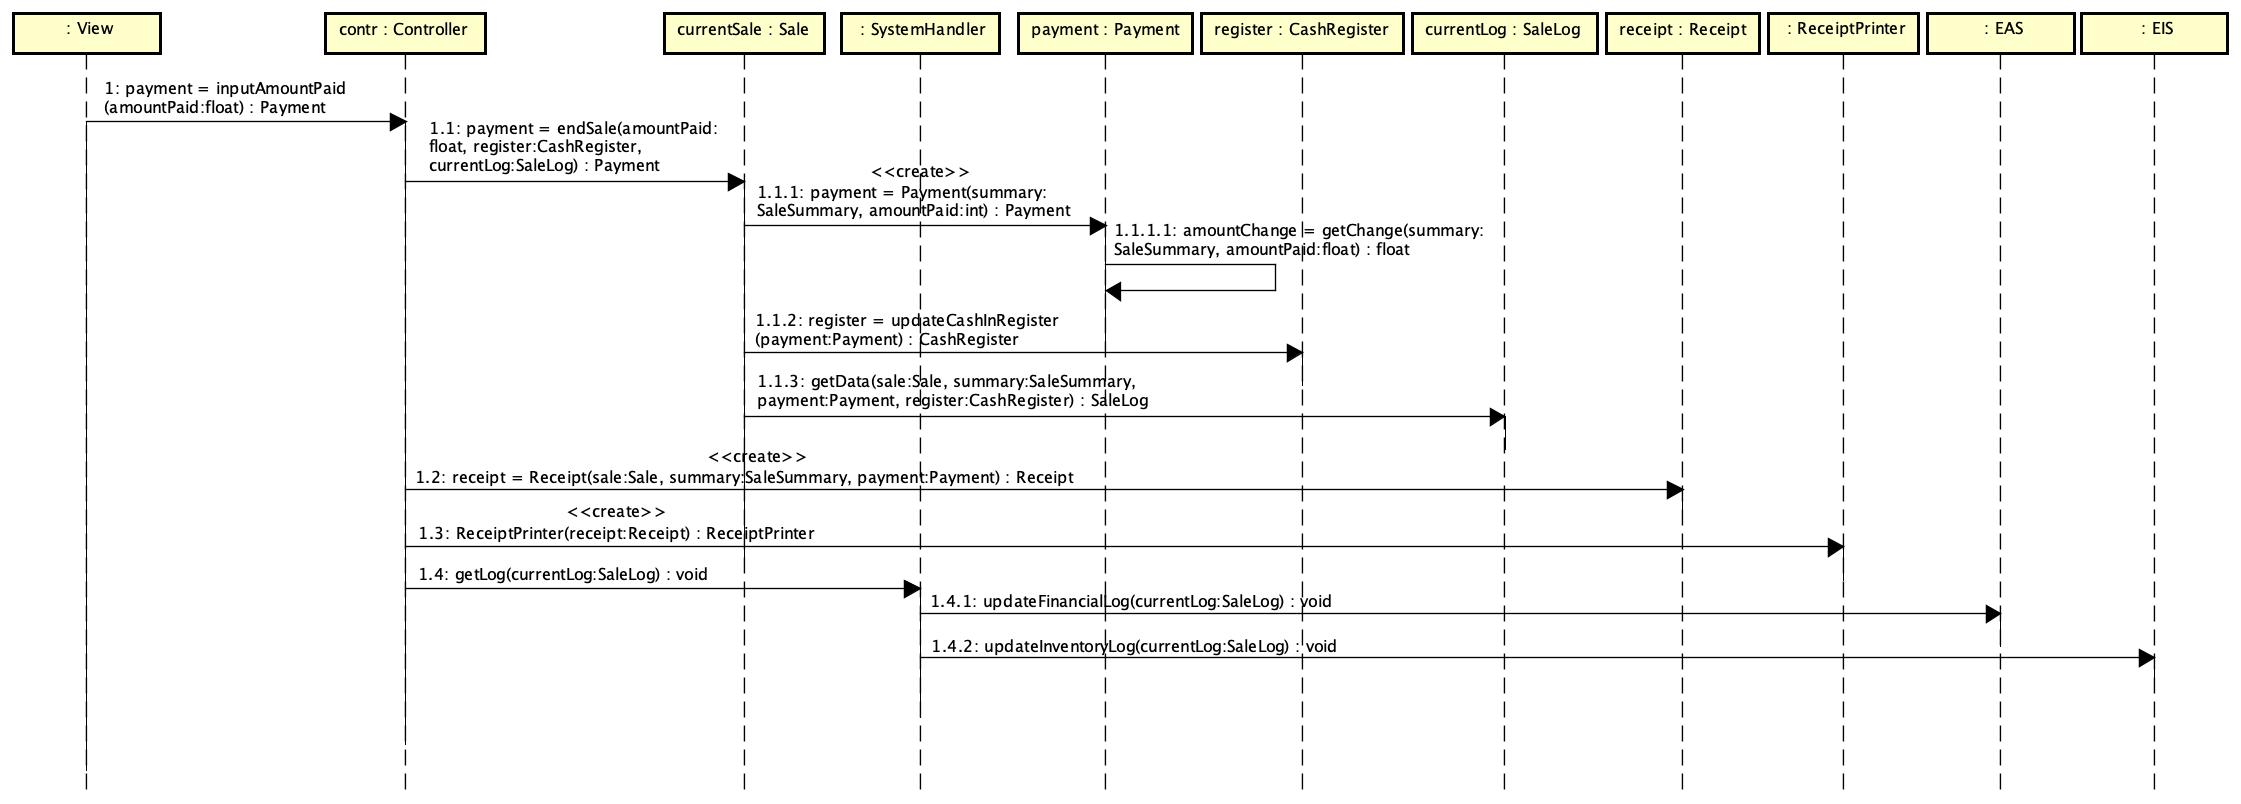 : View
contr : Controller
currentSale : Sale
: SystemHandler
payment : Payment
register : CashRegister
currentLog : SaleLog
receipt : Receipt
: ReceiptPrinter
: EAS
: EIS
1: payment = inputAmountPaid
(amountPaid:float) : Payment
1.1: payment = endSale(amountPaid:
float, register:CashRegister,
currentLog:SaleLog) : Payment
<<create>>
1.1.1: payment = Payment(summary:
SaleSummary, amountPaid:int) : Payment
1.1.1.1: amountChange = getChange(summary:
SaleSummary, amountPaid:float) : float
1.1.2: register = updateCashInRegister
(payment:Payment) : CashRegister
1.1.3: getData(sale:Sale, summary:SaleSummary,
payment:Payment, register:CashRegister) : SaleLog
<<create>>
1.2: receipt = Receipt(sale:Sale, summary:SaleSummary, payment:Payment) : Receipt
<<create>>
1.3: ReceiptPrinter(receipt:Receipt) : ReceiptPrinter
1.4: getLog(currentLog:SaleLog) : void
1.4.1: updateFinancialLog(currentLog:SaleLog) : void
1.4.2: updateInventoryLog(currentLog:SaleLog) : void